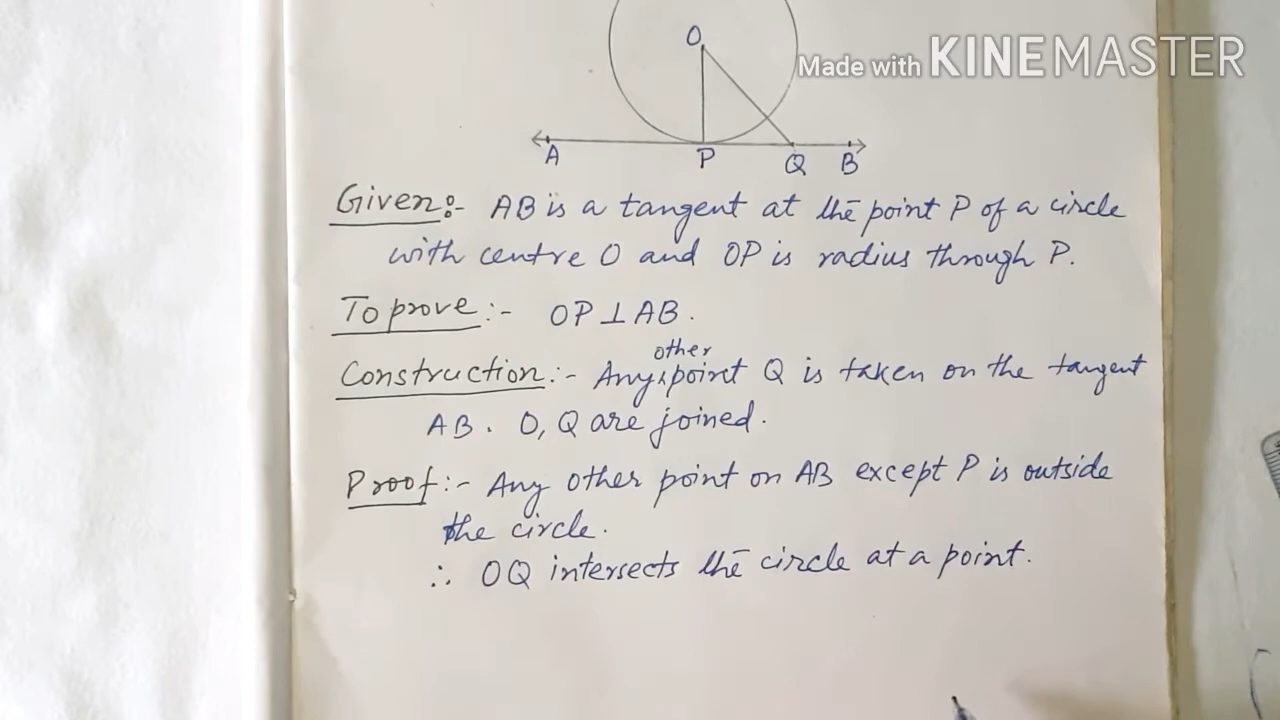 O
Made with KINEMASTER
A P Q B
Given:- AB is a tangent at the point P of a circle
with centre O and OP is radius through P.
To prove:- OP⊥AB.
other
Construction:- Any point Q is taken on the tangent
AB. O, Q are joined.
Proof:- Any other point on AB except P is outside
the circle.
∴ OQ intersects the circle at a point.